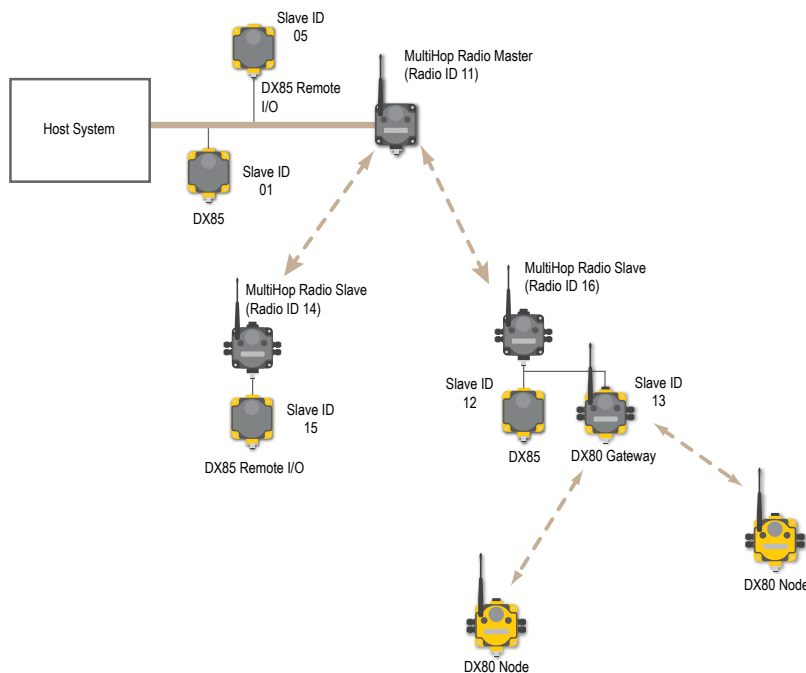 Slave ID
05
MultiHop Radio Master
(Radio ID 11)
DX85 Remote
I/O
Host System
Slave ID
01
DX85
MultiHop Radio Slave
(Radio ID 14)
MultiHop Radio Slave
(Radio ID 16)
Slave ID
15
DX85 Remote I/O
Slave ID
12
Slave ID
13
DX85
DX80 Gateway
DX80 Node
DX80 Node